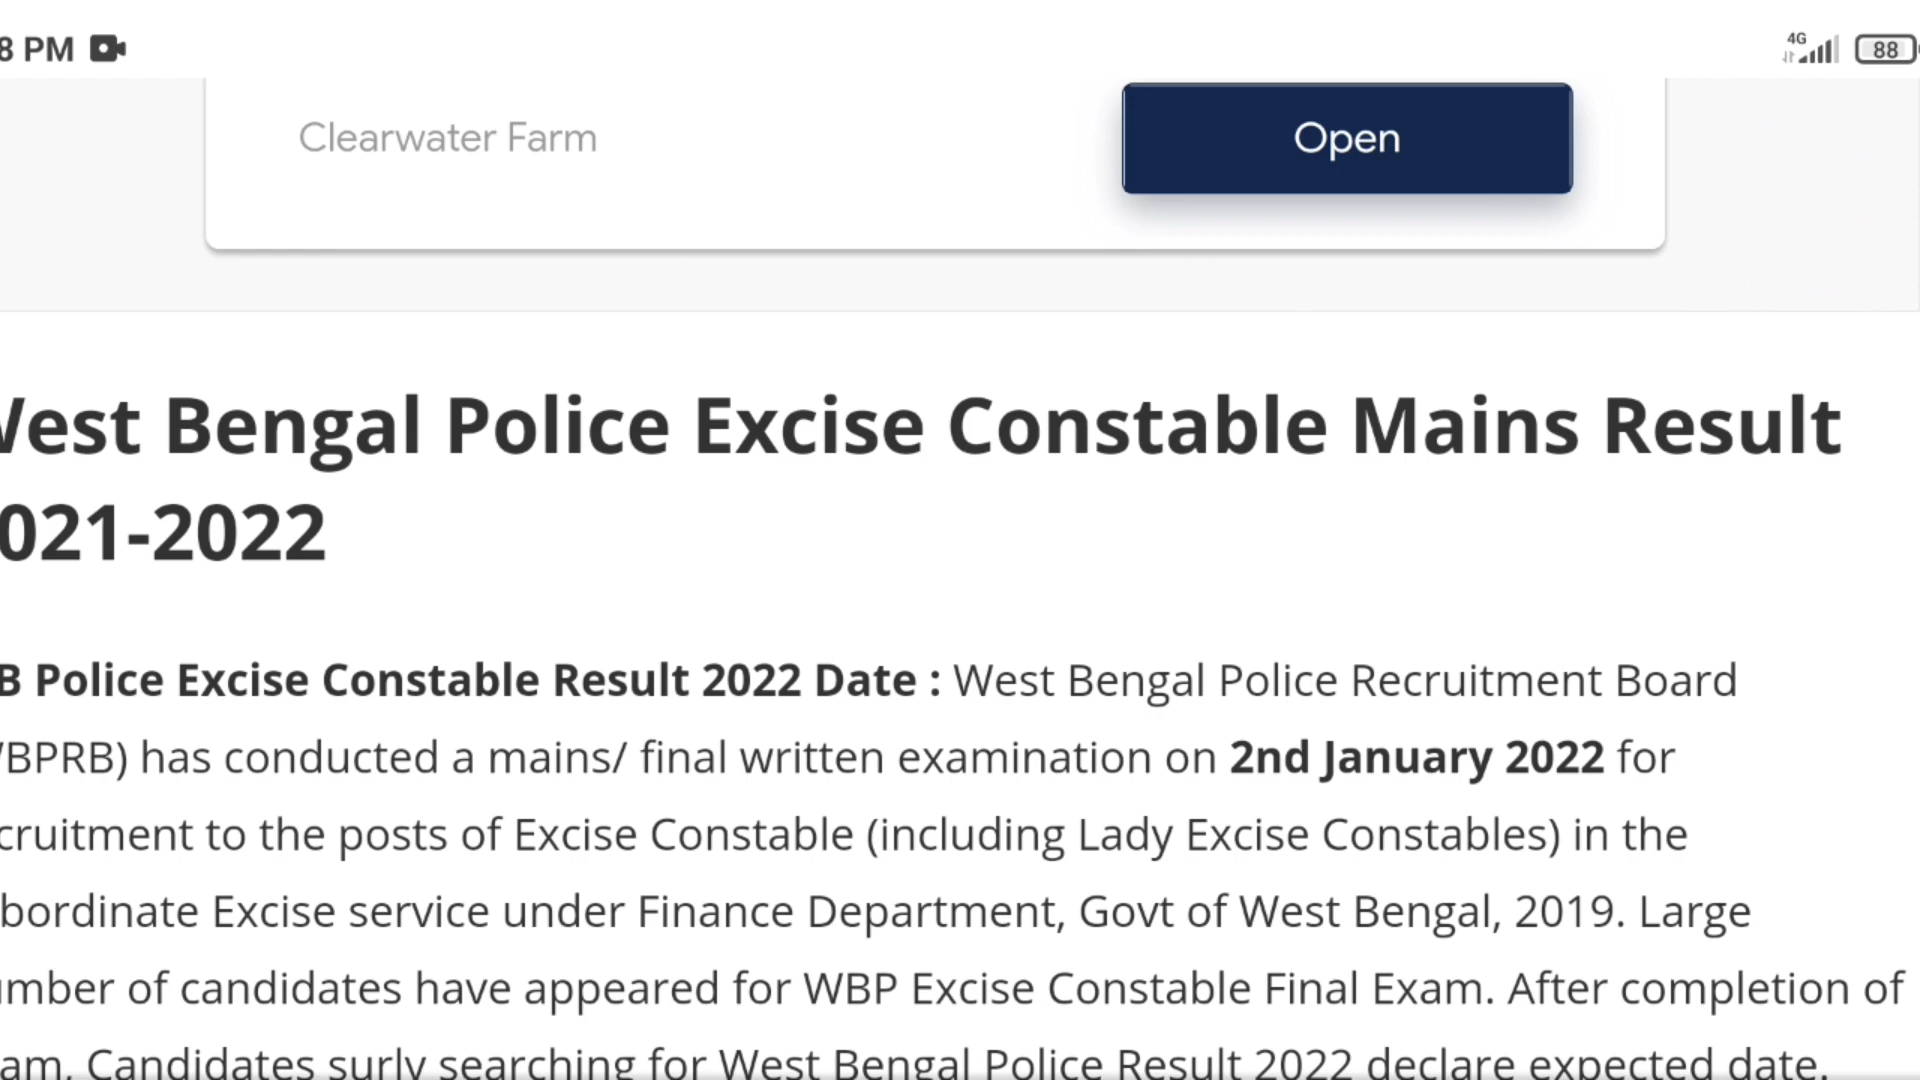 8 PM
4G
88
Clearwater Farm
Open
West Bengal Police Excise Constable Mains Result
021-2022
B Police Excise Constable Result 2022 Date : West Bengal Police Recruitment Board
BPRB) has conducted a mains/ final written examination on 2nd January 2022 for
cruitment to the posts of Excise Constable (including Lady Excise Constables) in the
bordinate Excise service under Finance Department, Govt of West Bengal, 2019. Large
mber of candidates have appeared for WBP Excise Constable Final Exam. After completion of
am, Candidates surly searching for West Bengal Police Result 2022 declare expected date.